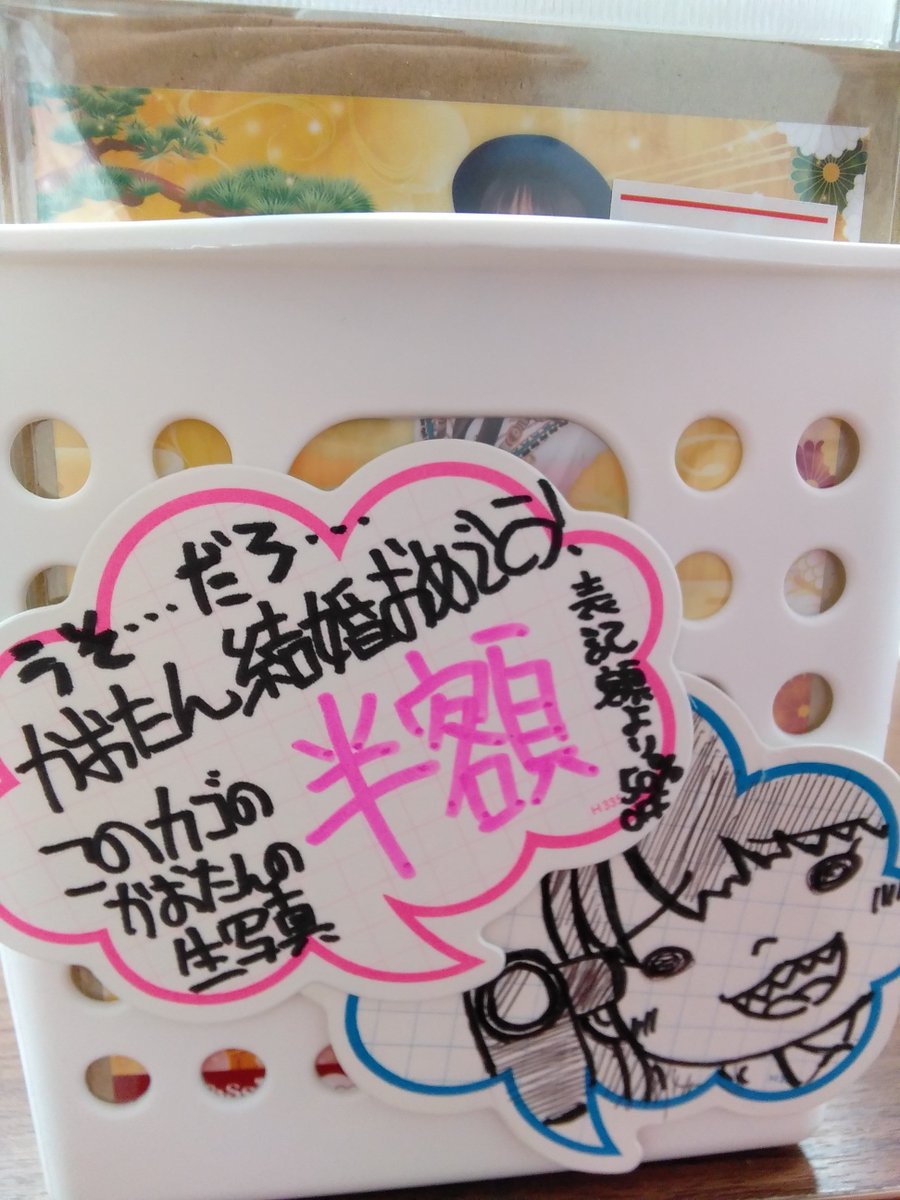 うそ…だろ…
かおたん結婚おめでとう!
半額
表記額より
このカゴの
かおたんの
生写真